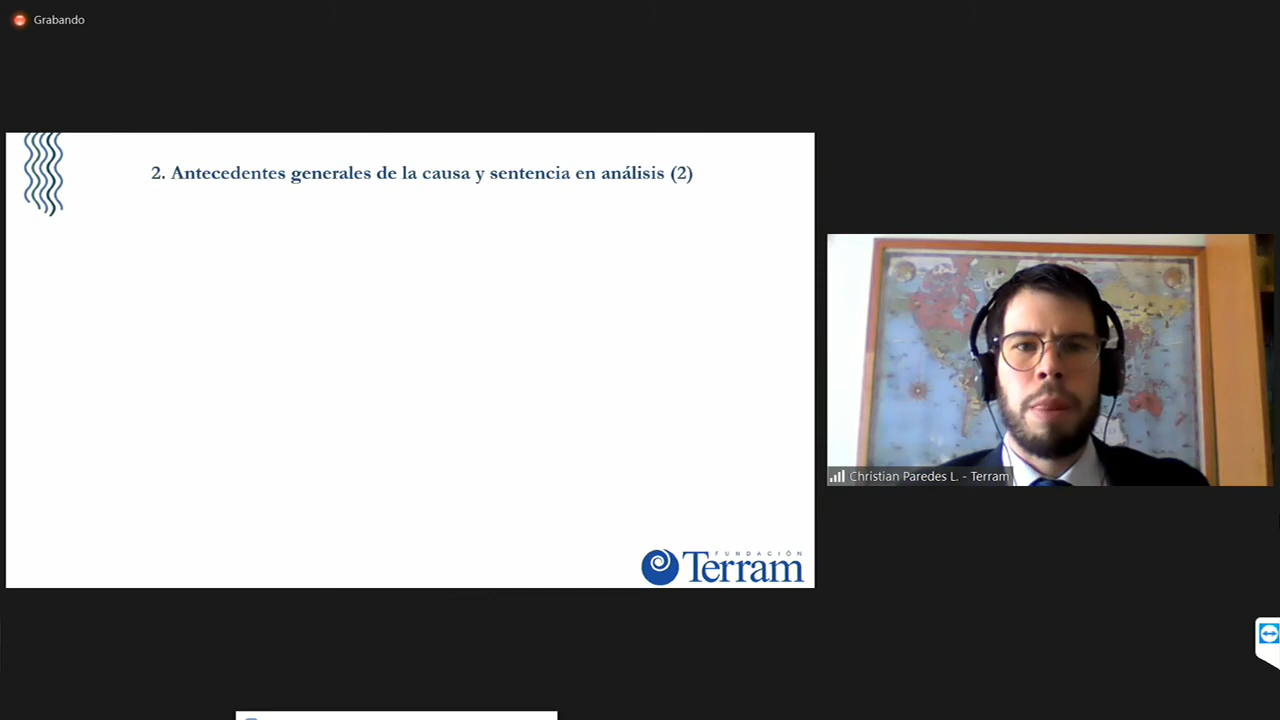 Grabando
2. Antecedentes generales de la causa y sentencia en análisis (2)
Christian Paredes L. - Terram
FUNDACIÓN
Terram